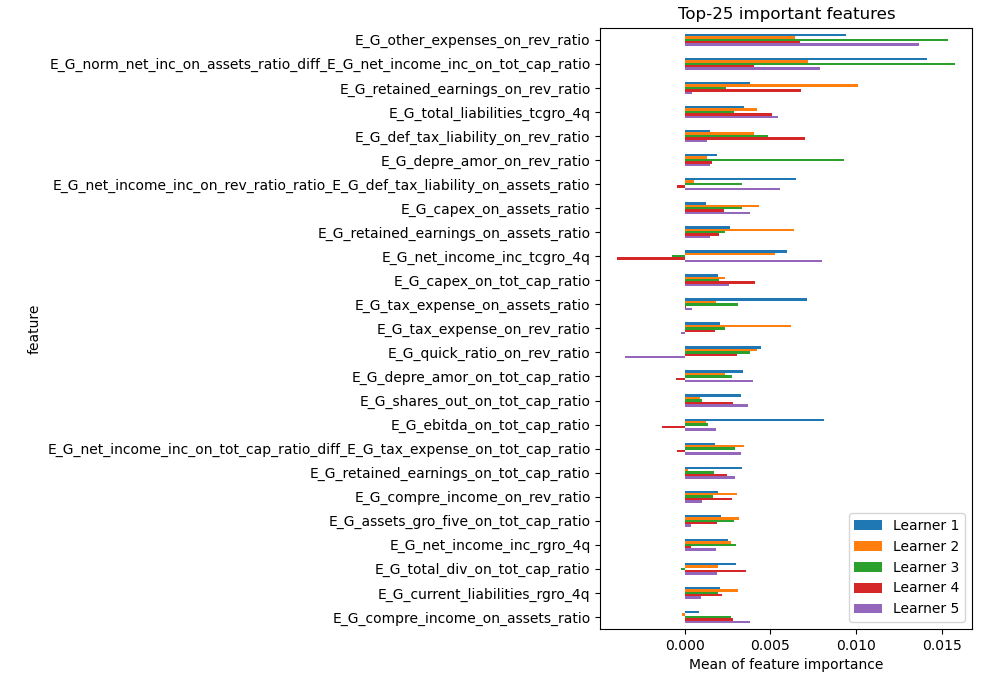 Top-25 important features
E_G_other_expenses_on_rev_ratio
E_G_norm_net_inc_on_assets_ratio_diff_E_G_net_income_inc_on_tot_cap_ratio
E_G_retained_earnings_on_rev_ratio
E_G_total_liabilities_tcgro_4q
E_G_def_tax_liability_on_rev_ratio
E_G_depre_amor_on_rev_ratio
E_G_net_income_inc_on_rev_ratio_ratio_E_G_def_tax_liability_on_assets_ratio
E_G_capex_on_assets_ratio
E_G_retained_earnings_on_assets_ratio
E_G_net_income_inc_tcgro_4q
E_G_capex_on_tot_cap_ratio
E_G_tax_expense_on_assets_ratio
E_G_tax_expense_on_rev_ratio
E_G_quick_ratio_on_rev_ratio
E_G_depre_amor_on_tot_cap_ratio
E_G_shares_out_on_tot_cap_ratio
E_G_ebitda_on_tot_cap_ratio
E_G_net_income_inc_on_tot_cap_ratio_diff_E_G_tax_expense_on_tot_cap_ratio
E_G_retained_earnings_on_tot_cap_ratio
E_G_compre_income_on_rev_ratio
E_G_assets_gro_five_on_tot_cap_ratio
E_G_net_income_inc_rgro_4q
E_G_total_div_on_tot_cap_ratio
E_G_current_liabilities_rgro_4q
E_G_compre_income_on_assets_ratio
feature
Learner 1
Learner 2
Learner 3
Learner 4
Learner 5
0.000 0.005 0.010 0.015
Mean of feature importance